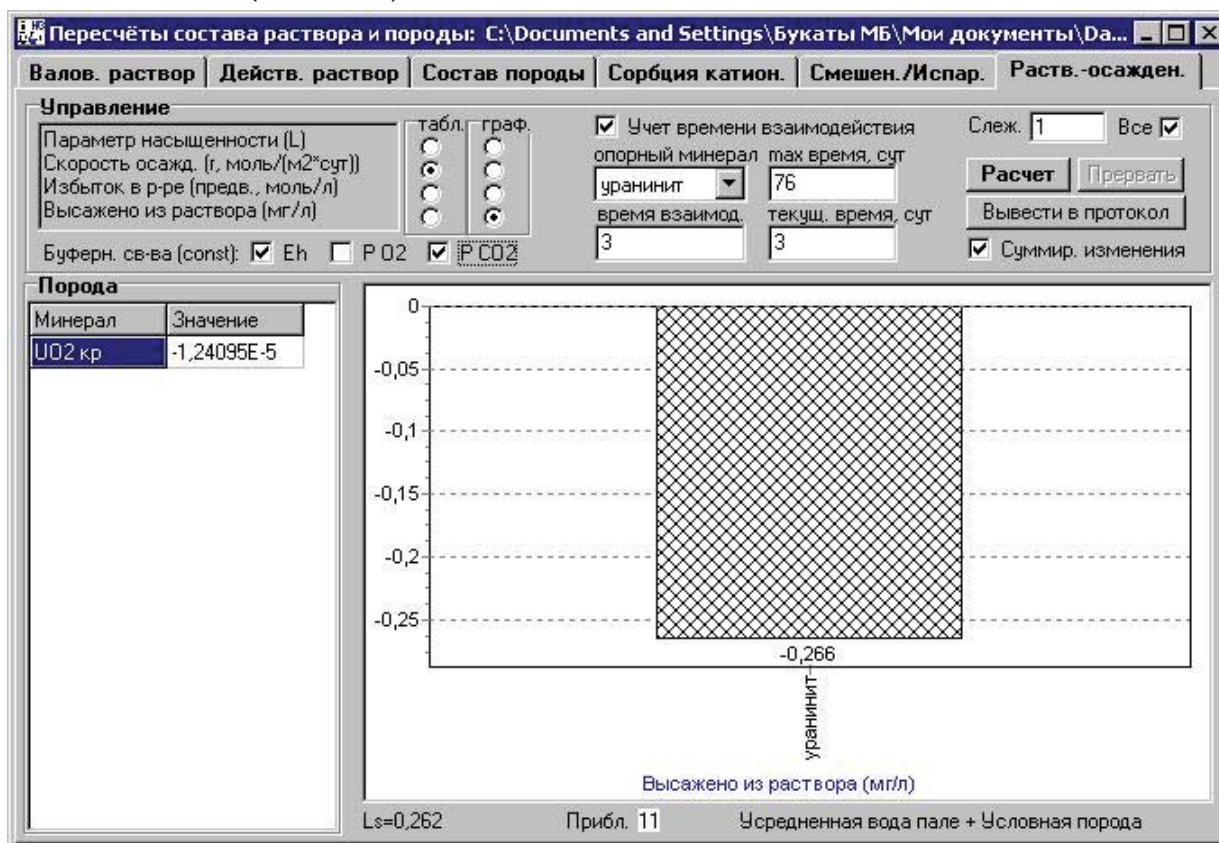 Пересчёты состава раствора и породы: C:\Documents and Settings\Букаты МБ\Мои документы\Da...
Валов. раствор Действ. раствор Состав породы Сорбция катион. Смешен./Испар. Раств.-осажден.
Управление
табл. граф.
Параметр насыщенности (L)
Скорость осажд. (r, моль/(м2*сут))
Избыток в р-ре (предв., моль/л)
Высажено из раствора (мг/л)
Буферн. св-ва (const): Eh P O2 P CO2
Учет времени взаимодействия
опорный минерал max время, сут
уранинит 76
время взаимод. текущ. время, сут
3 3
Слеж. 1 Все
Расчет Прервать
Вывести в протокол
Суммир. изменения
Порода
Минерал Значение
UO2 кр -1,24095E-5
0
-0,05
-0,1
-0,15
-0,2
-0,25
-0,266
уранинит
Высажено из раствора (мг/л)
Ls=0,262 Прибл. 11 Усредненная вода пале + Условная порода